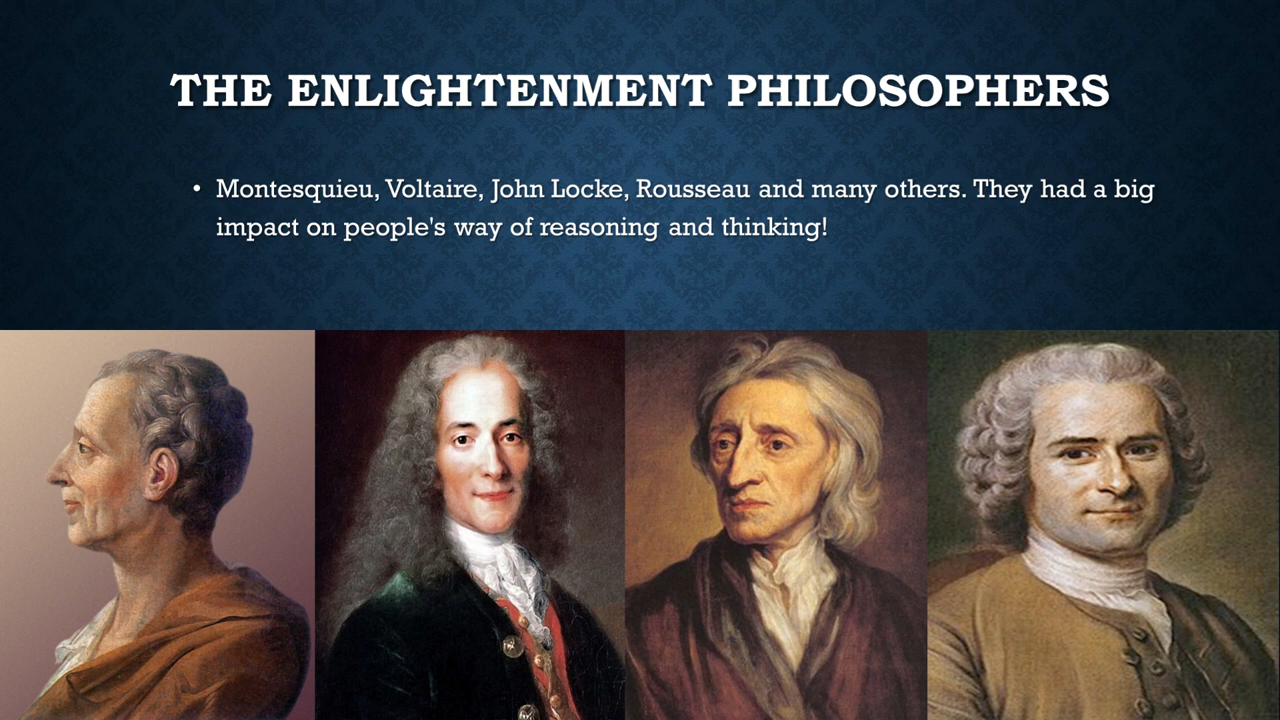 THE ENLIGHTENMENT PHILOSOPHERS
• Montesquieu, Voltaire, John Locke, Rousseau and many others. They had a big
impact on people's way of reasoning and thinking!